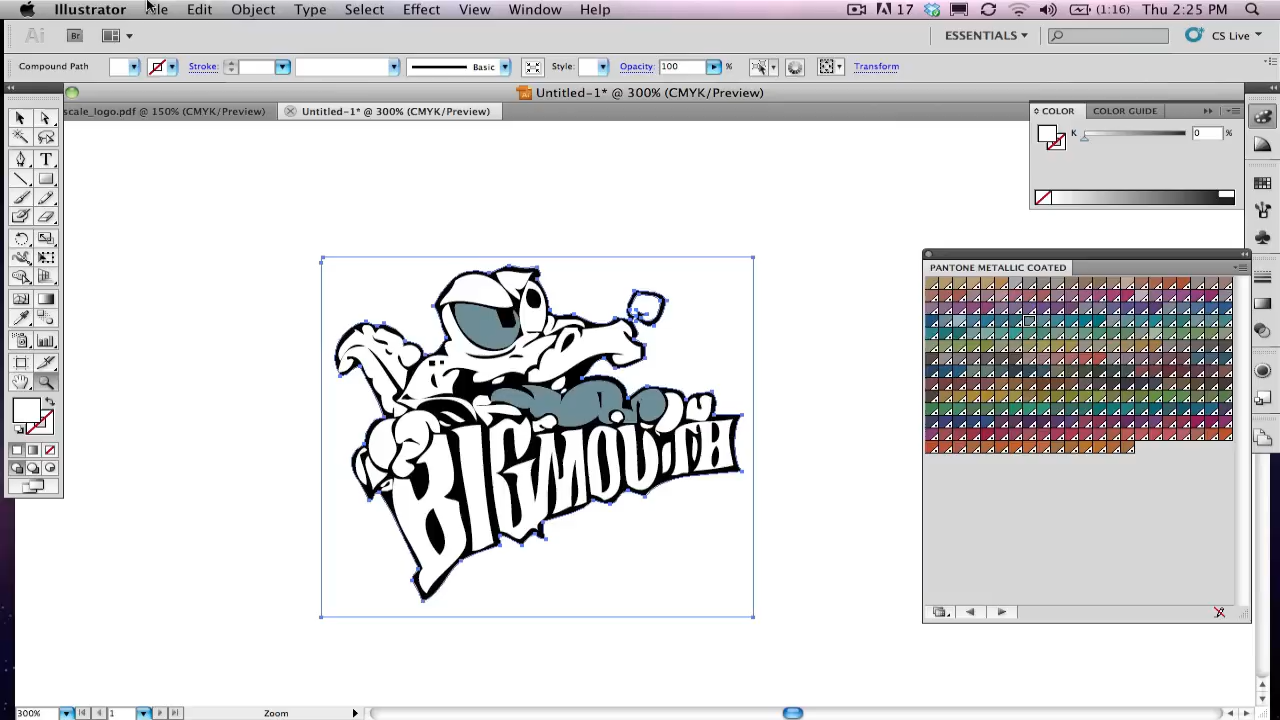 Illustrator File Edit Object Type Select Effect View Window Help 17 (1:16) Thu 2:25 PM
Ai Br ESSENTIALS CS Live
Compound Path Stroke: Basic Style: Opacity: 100 % Transform
Untitled-1* @ 300% (CMYK/Preview)
scale_logo.pdf @ 150% (CMYK/Preview) Untitled-1* @ 300% (CMYK/Preview)
COLOR COLOR GUIDE
K 0 %
T
PANTONE METALLIC COATED
BIGMOUTH
300% 1 Zoom